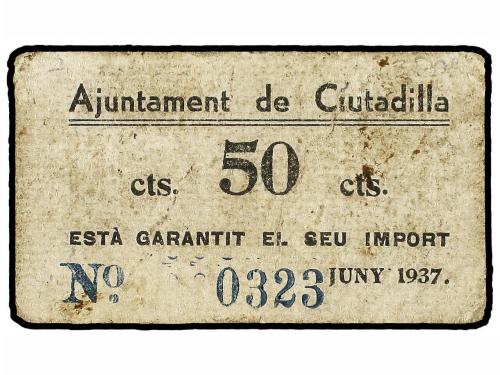 Ajuntament de Ciutadilla
cts. 50 cts.
ESTÀ GARANTIT EL SEU IMPORT
Nº 0323 JUNY 1937.